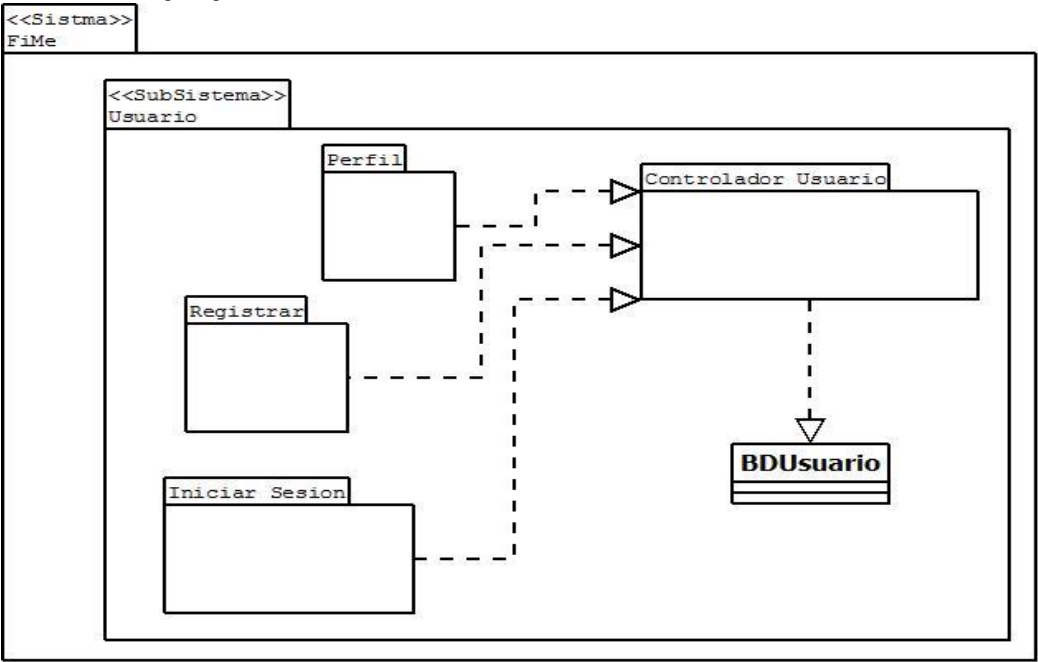 <<Sistma>>
FiMe
<<SubSistema>>
Usuario
Perfil
Controlador Usuario
Registrar
BDUsuario
Iniciar Sesion